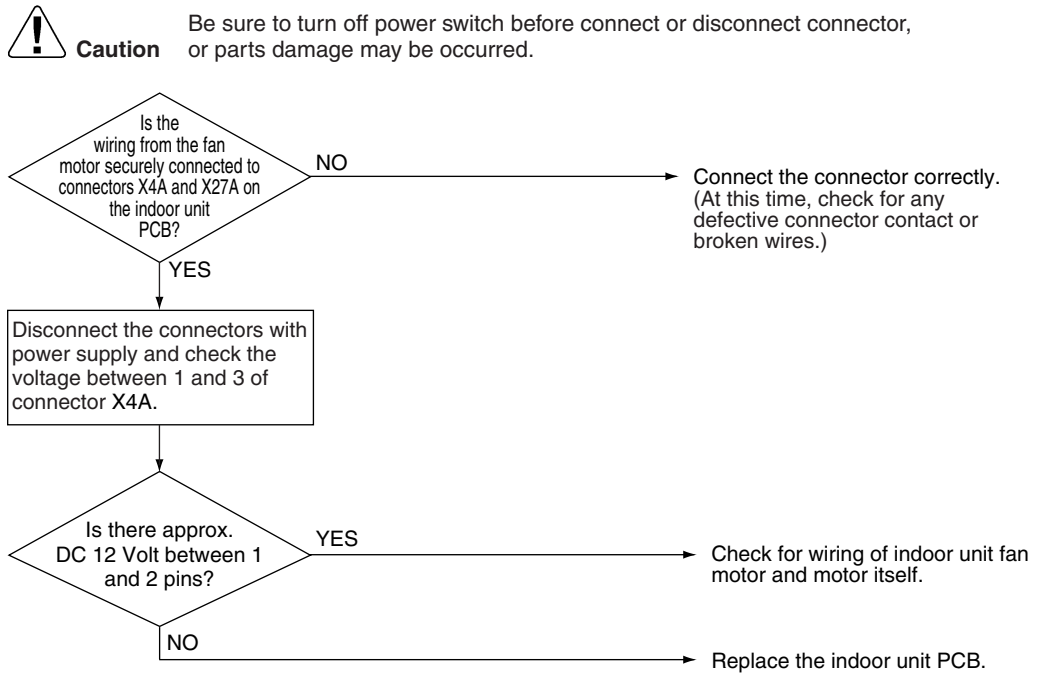 Be sure to turn off power switch before connect or disconnect connector,
Caution or parts damage may be occurred.
Is the
wiring from the fan
motor securely connected to
connectors X4A and X27A on
the indoor unit
PCB?
NO
Connect the connector correctly.
(At this time, check for any
defective connector contact or
broken wires.)
YES
Disconnect the connectors with
power supply and check the
voltage between 1 and 3 of
connector X4A.
Is there approx.
DC 12 Volt between 1
and 2 pins?
YES
Check for wiring of indoor unit fan
motor and motor itself.
NO
Replace the indoor unit PCB.